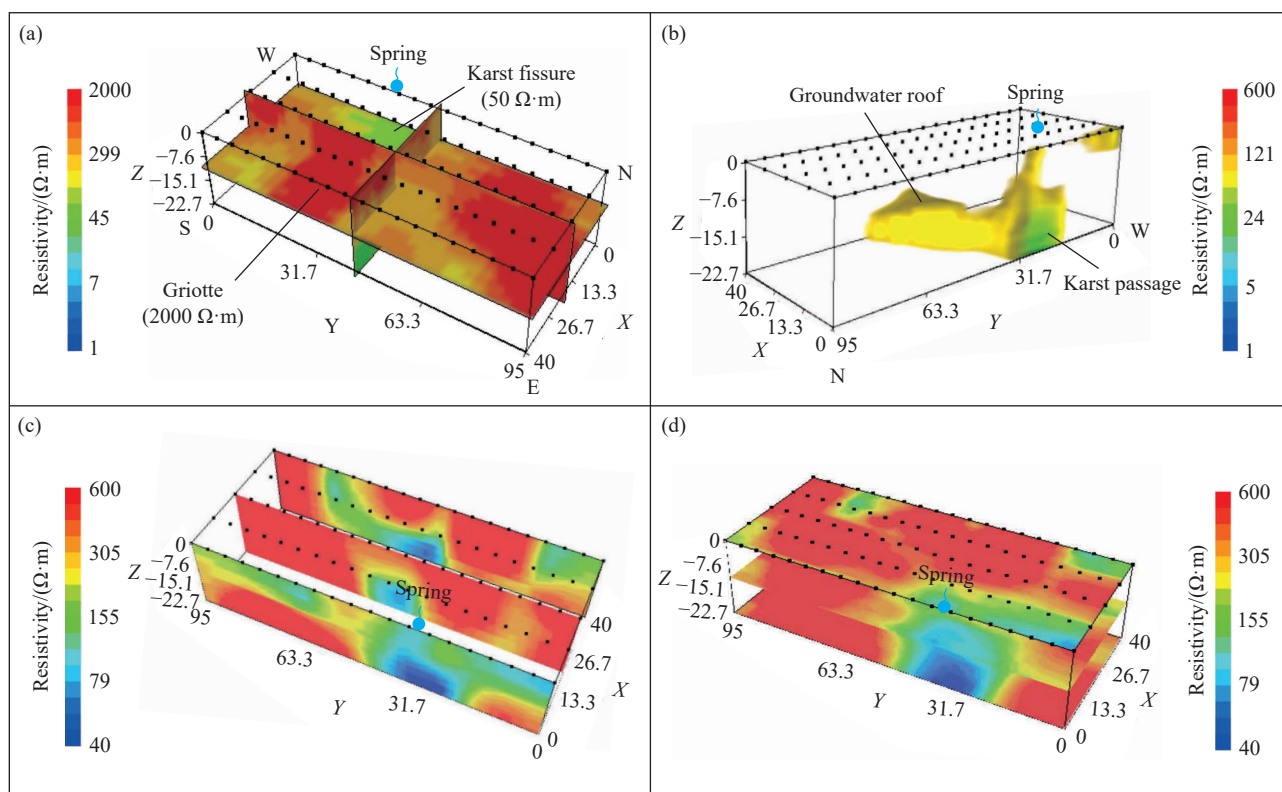 (a)
W
Spring
Karst fissure
(50 Ω·m)
Resistivity/(Ω·m)
2000
299
45
7
1
0
−7.6
Z
−15.1
−22.7
S
0
N
0
13.3
X
26.7
31.7
Griotte
(2000 Ω·m)
Y
63.3
95
40
E
(b)
Groundwater roof
Spring
Resistivity/(Ω·m)
600
121
24
5
1
0
−7.6
Z
−15.1
−22.7
W
0
40
26.7
13.3
X
0
31.7
Karst passage
63.3
Y
95
N
(c)
Resistivity/(Ω·m)
600
305
155
79
40
0
Z
−7.6
−15.1
−22.7
95
Spring
40
26.7
X
13.3
63.3
31.7
Y
0
0
(d)
0
−7.6
Z
−15.1
−22.7
95
Spring
40
26.7
X
13.3
63.3
31.7
Y
0
0
Resistivity/(Ω·m)
600
305
155
79
40